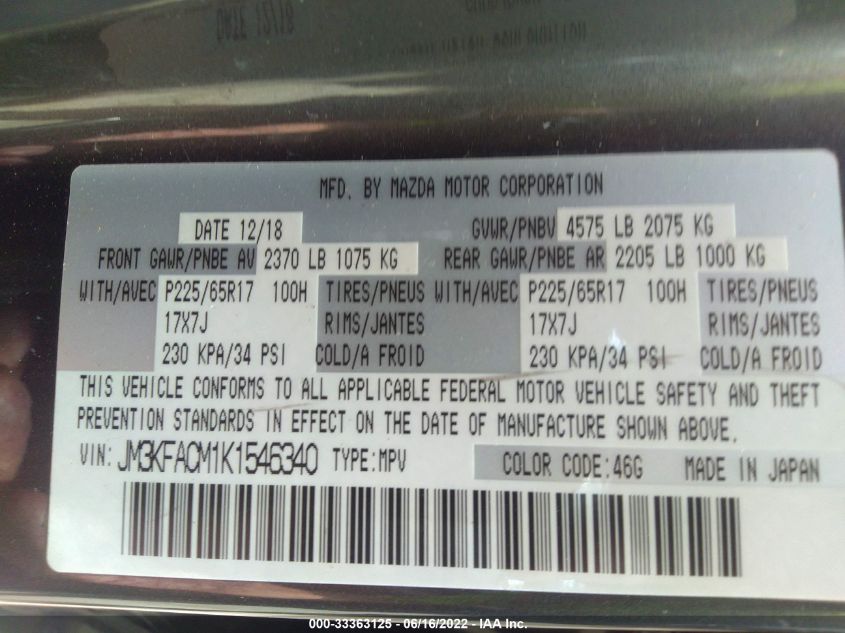 DATE 12/18
MFD. BY MAZDA MOTOR CORPORATION
DATE 12/18 GVWR/PNBV 4575 LB 2075 KG
FRONT GAWR/PNBE AV 2370 LB 1075 KG REAR GAWR/PNBE AR 2205 LB 1000 KG
WITH/AVEC P225/65R17 100H TIRES/PNEUS WITH/AVEC P225/65R17 100H TIRES/PNEUS
17X7J RIMS/JANTES 17X7J RIMS/JANTES
230 KPA/34 PSI COLD/A FROID 230 KPA/34 PSI COLD/A FROID
THIS VEHICLE CONFORMS TO ALL APPLICABLE FEDERAL MOTOR VEHICLE SAFETY AND THEFT
PREVENTION STANDARDS IN EFFECT ON THE DATE OF MANUFACTURE SHOWN ABOVE.
VIN: JM3KFACM1K1546340 TYPE:MPV COLOR CODE:46G MADE IN JAPAN
000-33363125 - 06/16/2022 - IAA Inc.